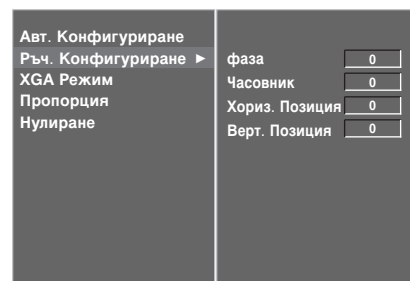 Авт. Конфигуриране
Ръч. Конфигуриране ►
XGA Режим
Пропорция
Нулиране
фаза 0
Часовник 0
Хориз. Позиция 0
Верт. Позиция 0